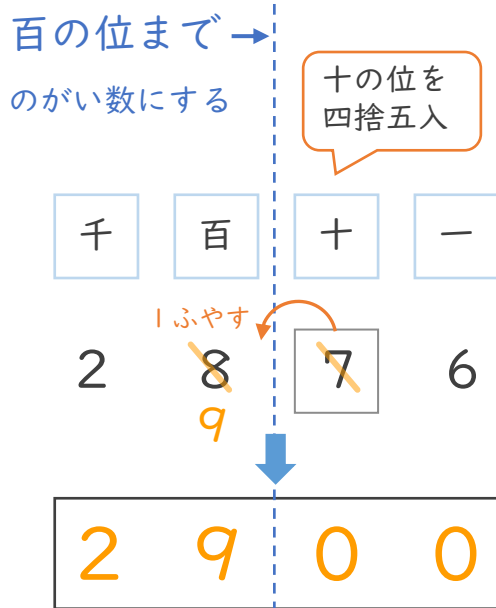 百の位まで→
のがい数にする
十の位を
四捨五入
千 百 十 一
1ふやす
2 8 7 6
9
2 9 0 0